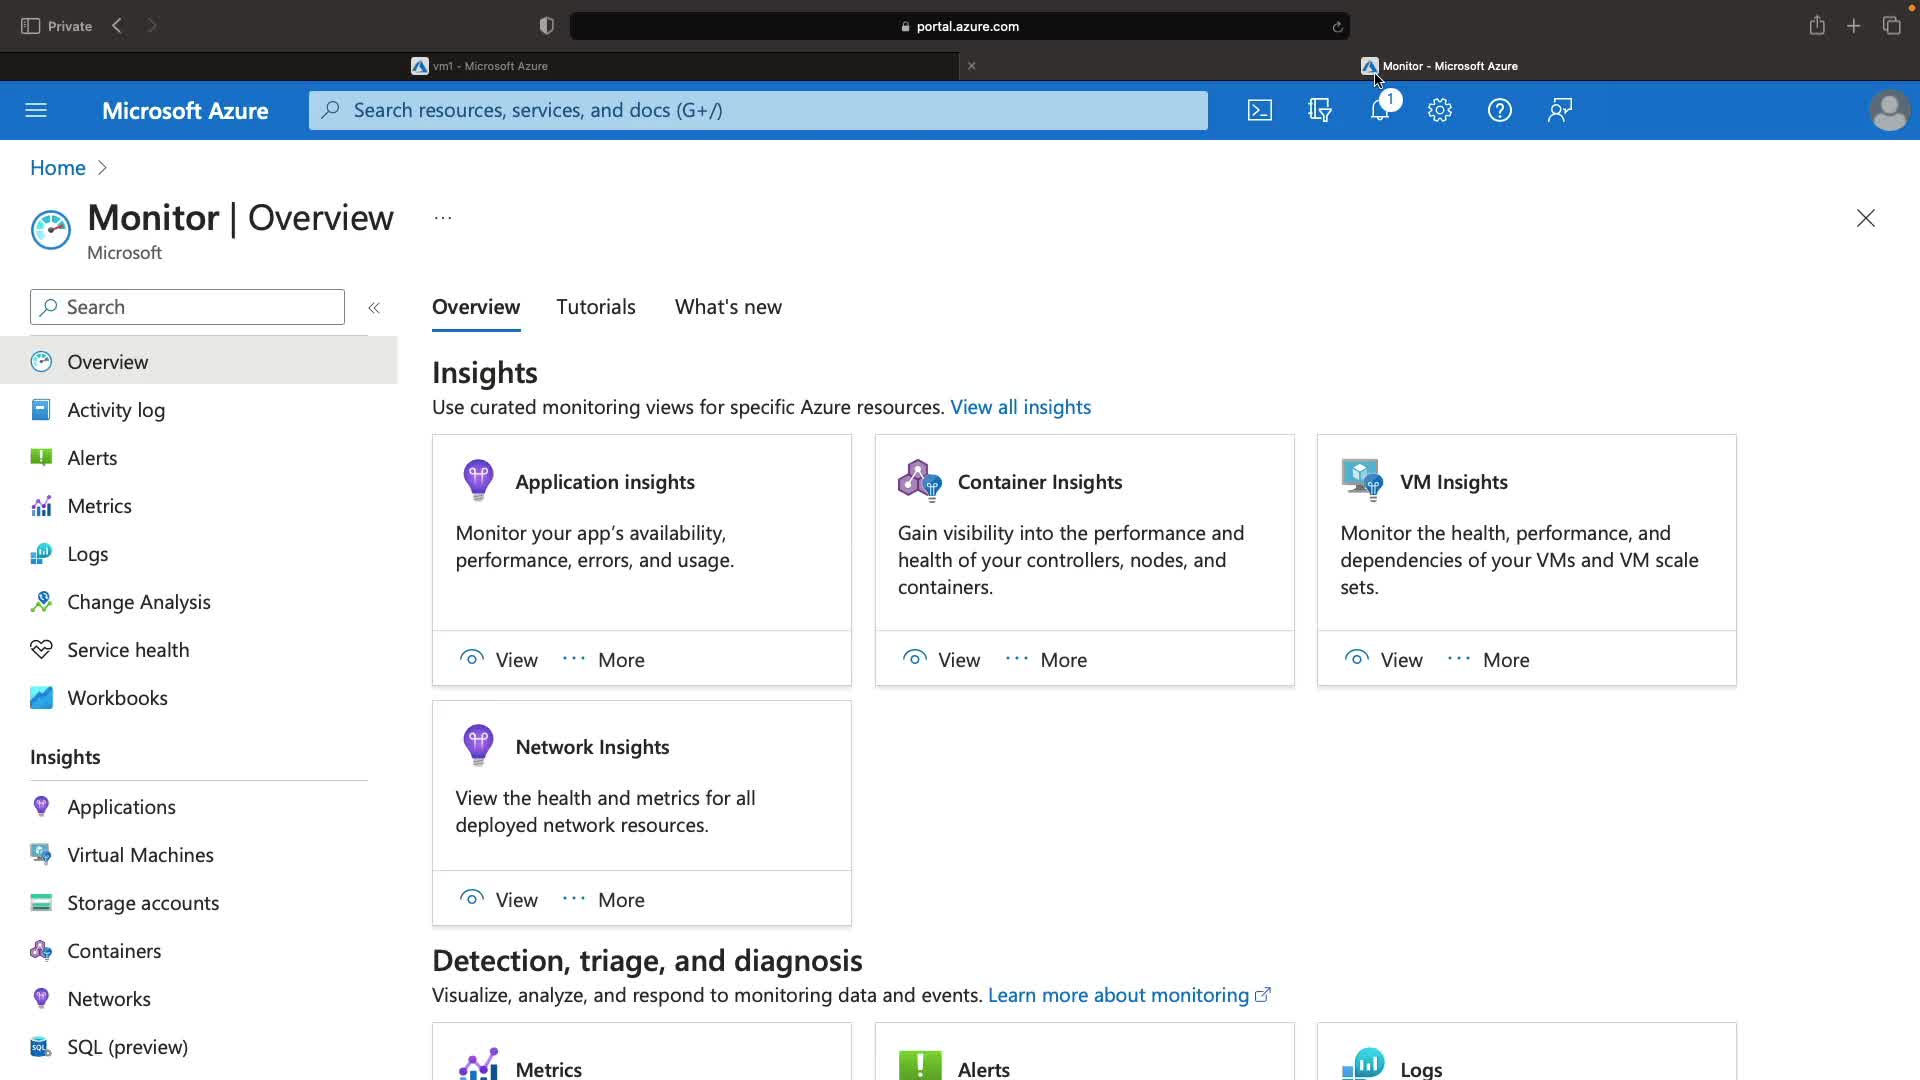 Private
portal.azure.com
vm1 - Microsoft Azure
Monitor - Microsoft Azure
Microsoft Azure
Search resources, services, and docs (G+/)
1
Home
Monitor | Overview
Microsoft
Search
Overview
Activity log
Alerts
Metrics
Logs
Change Analysis
Service health
Workbooks
Insights
Applications
Virtual Machines
Storage accounts
Containers
Networks
SQL
SQL (preview)
Overview Tutorials What's new
Insights
Use curated monitoring views for specific Azure resources. View all insights
Application insights
Monitor your app's availability,
performance, errors, and usage.
View ··· More
Container Insights
Gain visibility into the performance and
health of your controllers, nodes, and
containers.
View ··· More
VM Insights
Monitor the health, performance, and
dependencies of your VMs and VM scale
sets.
View ··· More
Network Insights
View the health and metrics for all
deployed network resources.
View ··· More
Detection, triage, and diagnosis
Visualize, analyze, and respond to monitoring data and events. Learn more about monitoring
Metrics
Alerts
Logs